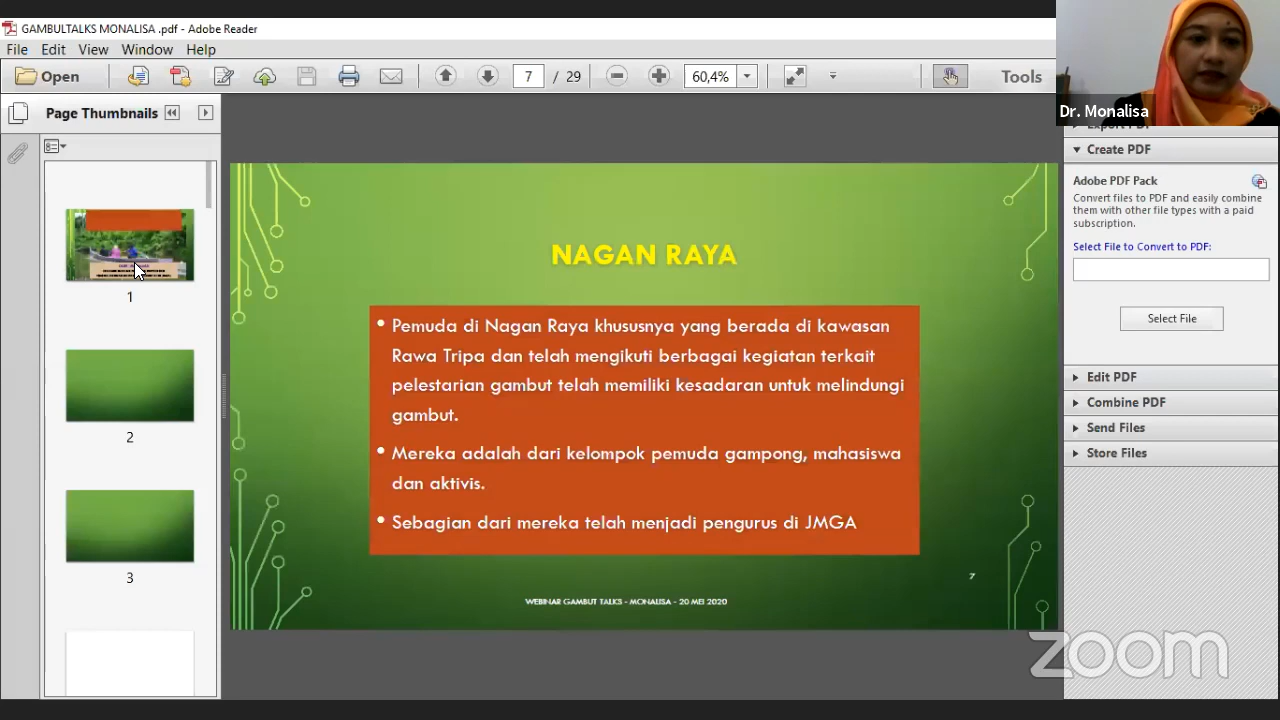 GAMBULTALKS MONALISA .pdf - Adobe Reader
File Edit View Window Help
Open
7 / 29
60,4%
Tools
Dr. Monalisa
Page Thumbnails
1
2
3
NAGAN RAYA
• Pemuda di Nagan Raya khususnya yang berada di kawasan
Rawa Tripa dan telah mengikuti berbagai kegiatan terkait
pelestarian gambut telah memiliki kesadaran untuk melindungi
gambut.
• Mereka adalah dari kelompok pemuda gampong, mahasiswa
dan aktivis.
• Sebagian dari mereka telah menjadi pengurus di JMGA
7
WEBINAR GAMBUT TALKS - MONALISA - 20 MEI 2020
Export PDF
Create PDF
Adobe PDF Pack
Convert files to PDF and easily combine
them with other file types with a paid
subscription.
Select File to Convert to PDF:
Select File
Edit PDF
Combine PDF
Send Files
Store Files
zoom